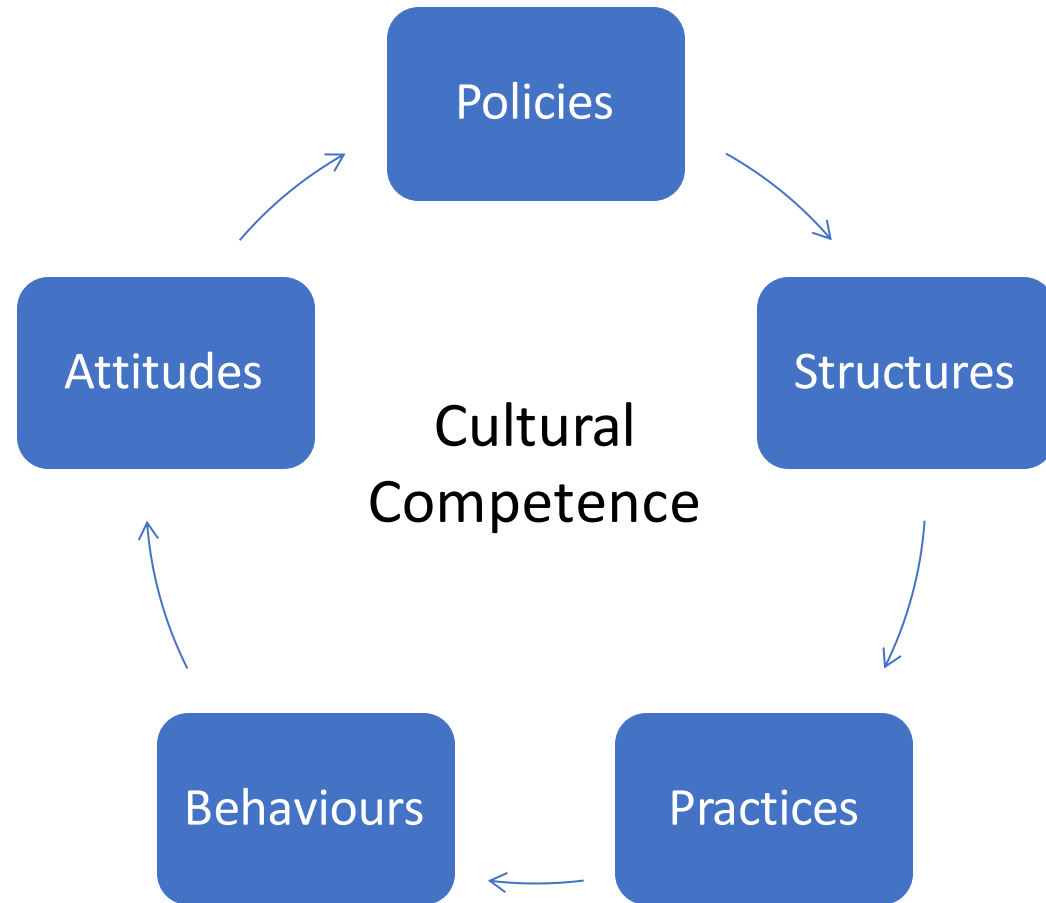 Policies
Structures
Practices
Behaviours
Attitudes
Cultural
Competence